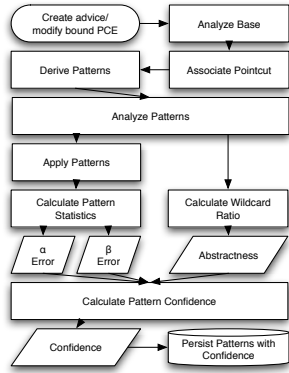 Create advice/
modify bound PCE
Analyze Base
Derive Patterns
Associate Pointcut
Analyze Patterns
Apply Patterns
Calculate Pattern
Statistics
Calculate Wildcard
Ratio
α
Error
β
Error
Abstractness
Calculate Pattern Confidence
Confidence
Persist Patterns with
Confidence